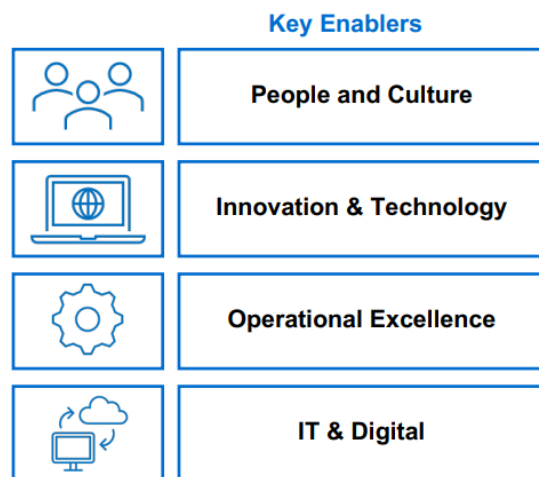 Key Enablers
People and Culture
Innovation & Technology
Operational Excellence
IT & Digital